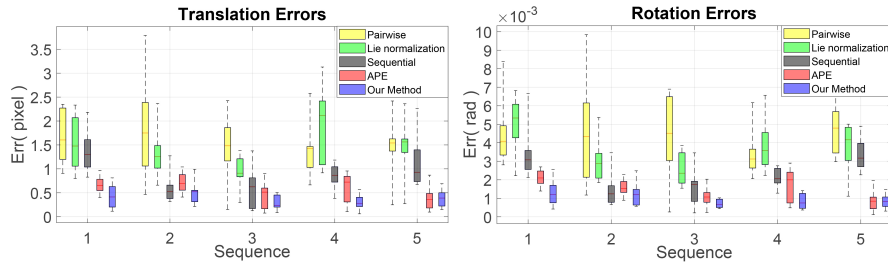 Translation Errors
Err( pixel )
3.5
3
2.5
2
1.5
1
0.5
0
Pairwise
Lie normalization
Sequential
APE
Our Method
1 2 3 4 5
Sequence
Rotation Errors
×10⁻³
Err( rad )
10
9
8
7
6
5
4
3
2
1
0
Pairwise
Lie normalization
Sequential
APE
Our Method
1 2 3 4 5
Sequence